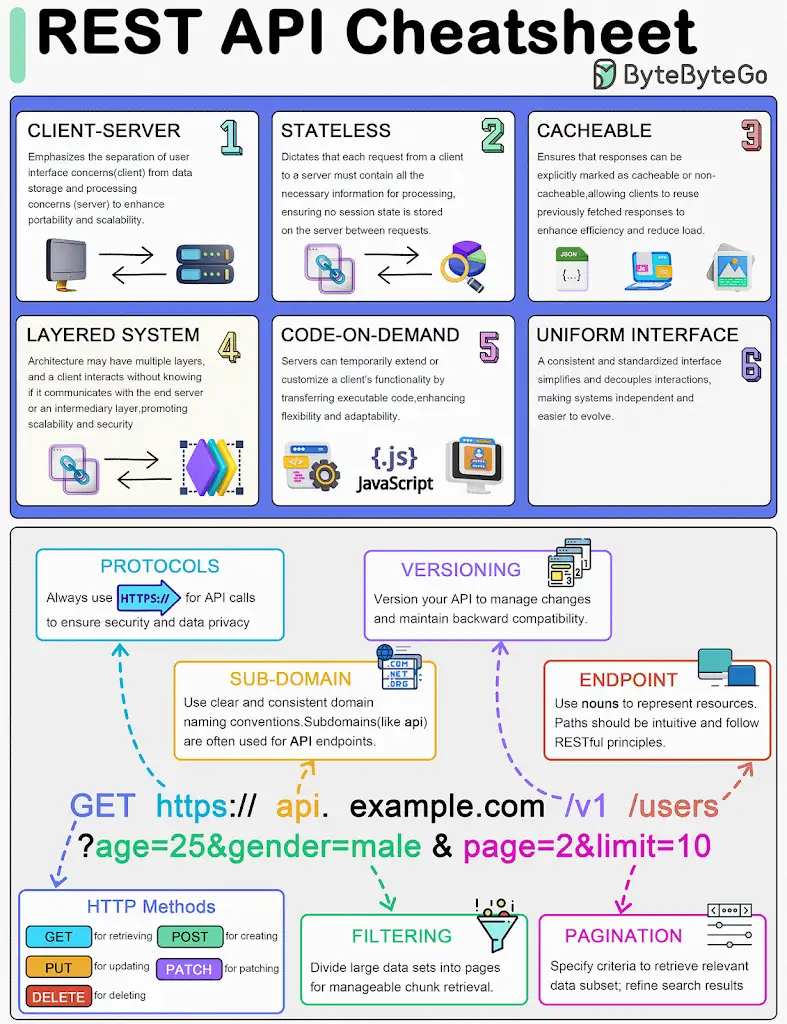 REST API Cheatsheet
ByteByteGo
CLIENT-SERVER
1
Emphasizes the separation of user
interface concerns(client) from data
storage and processing
concerns (server) to enhance
portability and scalability.
STATELESS
2
Dictates that each request from a client
to a server must contain all the
necessary information for processing,
ensuring no session state is stored
on the server between requests.
CACHEABLE
3
Ensures that responses can be
explicitly marked as cacheable or non-
cacheable,allowing clients to reuse
previously fetched responses to
enhance efficiency and reduce load.
JSON
{...}
LAYERED SYSTEM
4
Architecture may have multiple layers,
and a client interacts without knowing
if it communicates with the end server
or an intermediary layer,promoting
scalability and security
CODE-ON-DEMAND
5
Servers can temporarily extend or
customize a client's functionality by
transferring executable code,enhancing
flexibility and adaptability.
</>
{.js}
JavaScript
UNIFORM INTERFACE
6
A consistent and standardized interface
simplifies and decouples interactions,
making systems independent and
easier to evolve.
PROTOCOLS
Always use HTTPS:// for API calls
to ensure security and data privacy
VERSIONING
1
2
3
Version your API to manage changes
and maintain backward compatibility.
SUB-DOMAIN
.COM
.NET
.ORG
Use clear and consistent domain
naming conventions.Subdomains(like api)
are often used for API endpoints.
ENDPOINT
Use nouns to represent resources.
Paths should be intuitive and follow
RESTful principles.
GET https:// api. example.com /v1 /users
?age=25&gender=male & page=2&limit=10
HTTP Methods
GET for retrieving POST for creating
PUT for updating PATCH for patching
DELETE for deleting
FILTERING
Divide large data sets into pages
for manageable chunk retrieval.
PAGINATION
Specify criteria to retrieve relevant
data subset; refine search results